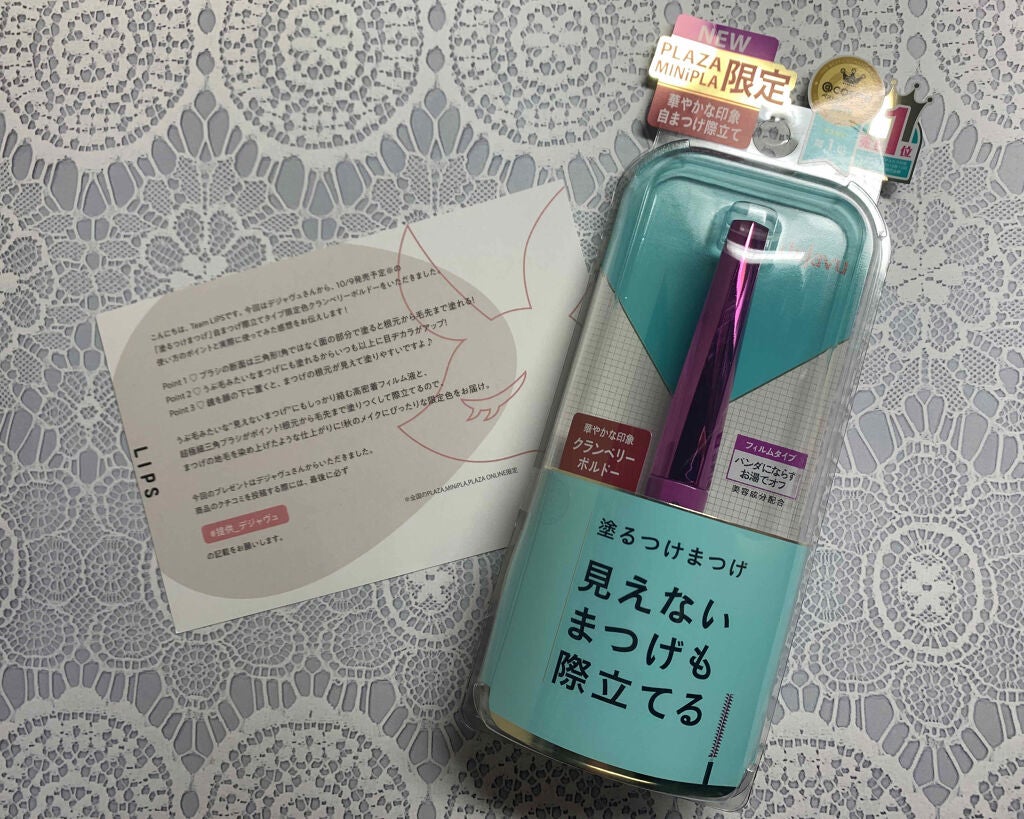 こんにちは、Team LIPSです。今回はデジャヴュさんから、10/9発売予定※の
「塗るつけまつげ」自まつげ際立てタイプ限定色クランベリーボルドーをいただきました。
使い方のポイントと実際に使ってみた感想をお伝えします!
Point 1 ♡ ブラシの断面は三角形!角ではなく面の部分で塗ると根元から毛先まで塗れる!
Point 2 ♡ うぶ毛みたいなまつげにも塗れるからいつも以上に目ヂカラがアップ!
Point 3 ♡ 鏡を顔の下に置くと、まつげの根元が見えて塗りやすいですよ♪
うぶ毛みたいな"見えないまつげ"にもしっかり絡む高密着フィルム液と、
超極細三角ブラシがポイント!根元から毛先まで塗りつくして際立てるので、
まつげの地毛を染め上げたような仕上がりに!秋のメイクにぴったりな限定色をお届け。
※全国のPLAZA,MINiPLA,PLAZA ONLINE限定
今回のプレゼントはデジャヴュさんからいただきました。
商品のクチコミを投稿する際には、最後に必ず
#提供_デジャヴュ
の記載をお願いします。
LIPS
NEW
PLAZA
MINiPLA 限定
華やかな印象
自まつげ際立て
@co
1位
華やかな印象
クランベリー
ボルドー
フィルムタイプ
パンダにならず
お湯でオフ
美容成分配合
塗るつけまつげ
見えない
まつげも
際立てる